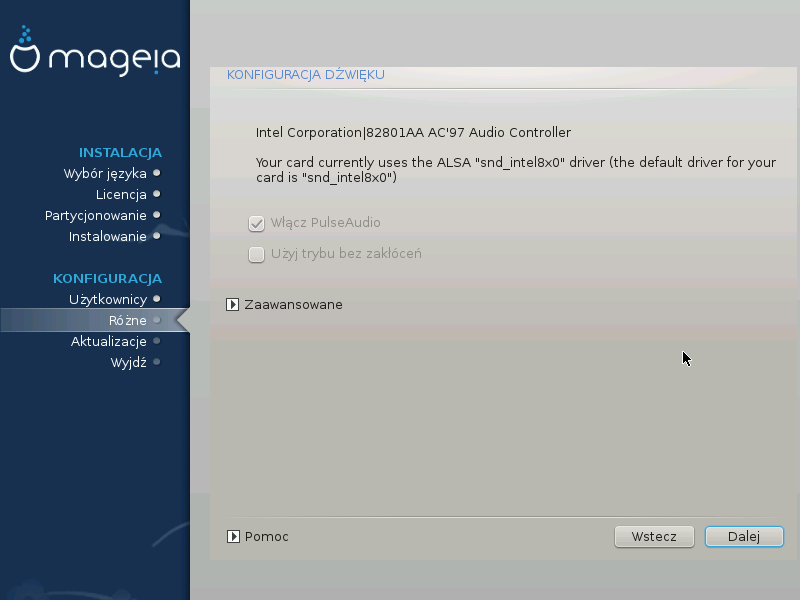 mageia
INSTALACJA
Wybór języka
Licencja
Partycjonowanie
Instalowanie
KONFIGURACJA
Użytkownicy
Różne
Aktualizacje
Wyjdź
KONFIGURACJA DŹWIĘKU
Intel Corporation|82801AA AC'97 Audio Controller
Your card currently uses the ALSA "snd_intel8x0" driver (the default driver for your
card is "snd_intel8x0")
Włącz PulseAudio
Użyj trybu bez zakłóceń
Zaawansowane
Pomoc
Wstecz
Dalej